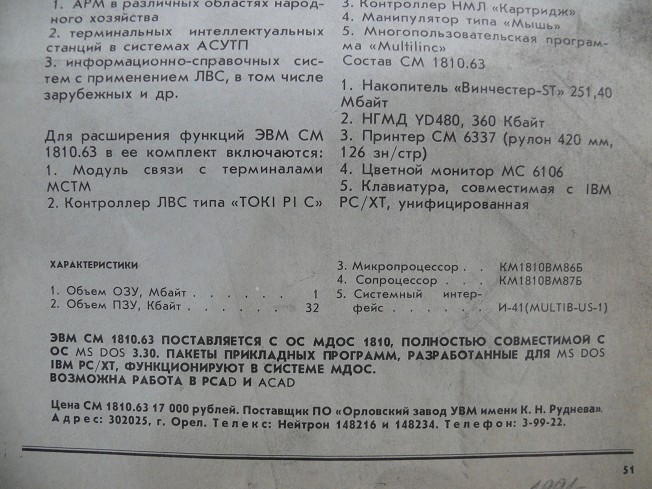 1. АРМ в различных областях народ-
ного хозяйства
2. терминальных интеллектуальных
станций в системах АСУТП
3. информационно-справочных сис-
тем с применением ЛВС, в том числе
зарубежных и др.
Для расширения функций ЭВМ СМ
1810.63 в ее комплект включаются:
1. Модуль связи с терминалами
МСТМ
2. Контроллер ЛВС типа «TOKI PI C»
3. Контроллер НМЛ «Картридж»
4. Манипулятор типа «Мышь»
5. Многопользовательская програм-
ма «Multilinc»
Состав СМ 1810.63
1. Накопитель «Винчестер-ST» 251,40
Мбайт
2. НГМД YD480, 360 Кбайт
3. Принтер СМ 6337 (рулон 420 мм,
126 зн/стр)
4. Цветной монитор МС 6106
5. Клавиатура, совместимая с IBM
PC/XT, унифицированная
ХАРАКТЕРИСТИКИ
1. Объем ОЗУ, Мбайт . . . . . 1
2. Объем ПЗУ, Кбайт . . . . . 32
3. Микропроцессор . . КМ1810ВМ86Б
4. Сопроцессор . . . КМ1810ВМ87Б
5. Системный интер-
фейс . . . . . И-41(MULTIB-US-1)
ЭВМ СМ 1810.63 ПОСТАВЛЯЕТСЯ С ОС МДОС 1810, ПОЛНОСТЬЮ СОВМЕСТИМОЙ С
ОС MS DOS 3.30. ПАКЕТЫ ПРИКЛАДНЫХ ПРОГРАММ, РАЗРАБОТАННЫЕ ДЛЯ MS DOS
IBM PC/XT, ФУНКЦИОНИРУЮТ В СИСТЕМЕ МДОС.
ВОЗМОЖНА РАБОТА В PCAD И ACAD
Цена СМ 1810.63 17 000 рублей. Поставщик ПО «Орловский завод УВМ имени К. Н. Руднева».
Адрес: 302025, г. Орел. Телекс: Нейтрон 148216 и 148234. Телефон: 3-99-22.
51